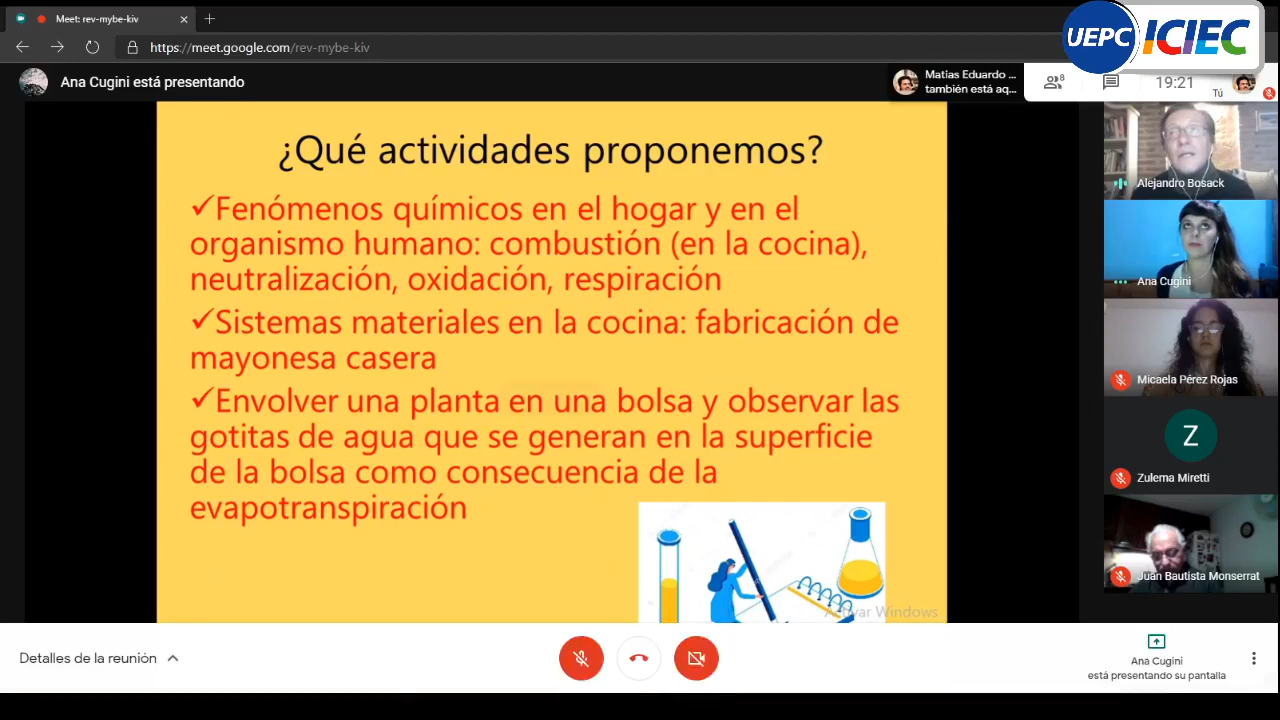 Meet: rev-mybe-kiv
https://meet.google.com/rev-mybe-kiv
UEPC ICIEC
Ana Cugini está presentando
Matías Eduardo ...
también está aq...
8
19:21
Tú
¿Qué actividades proponemos?
✓Fenómenos químicos en el hogar y en el
organismo humano: combustión (en la cocina),
neutralización, oxidación, respiración
✓Sistemas materiales en la cocina: fabricación de
mayonesa casera
✓Envolver una planta en una bolsa y observar las
gotitas de agua que se generan en la superficie
de la bolsa como consecuencia de la
evapotranspiración
Activar Windows
Alejandro Bosack
Ana Cugini
Micaela Pérez Rojas
Z
Zulema Miretti
Juan Bautista Monserrat
Detalles de la reunión
Ana Cugini
está presentando su pantalla